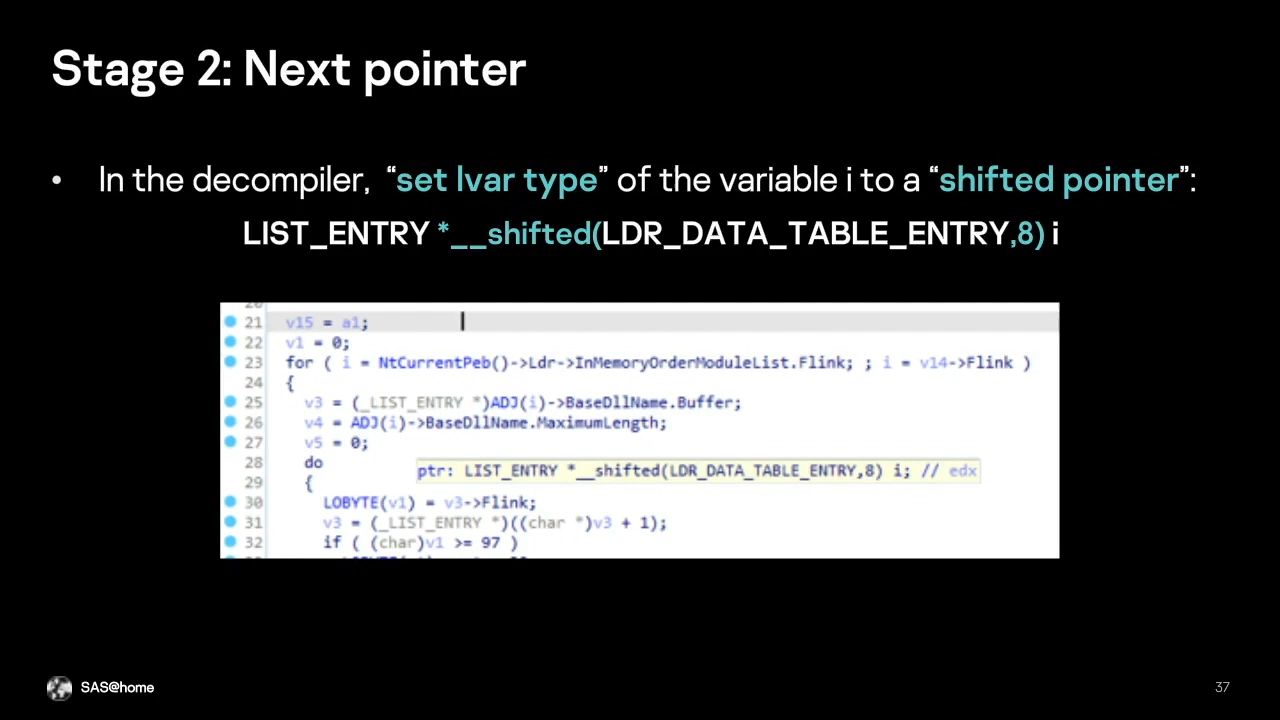 Stage 2: Next pointer
• In the decompiler, “set lvar type” of the variable i to a “shifted pointer”:
LIST_ENTRY *__shifted(LDR_DATA_TABLE_ENTRY,8) i
20
21 v15 = a1;
22 v1 = 0;
23 for ( i = NtCurrentPeb()->Ldr->InMemoryOrderModuleList.Flink; ; i = v14->Flink )
24 {
25 v3 = (_LIST_ENTRY *)ADJ(i)->BaseDllName.Buffer;
26 v4 = ADJ(i)->BaseDllName.MaximumLength;
27 v5 = 0;
28 do
ptr: LIST_ENTRY *__shifted(LDR_DATA_TABLE_ENTRY,8) i; // edx
29 {
30 LOBYTE(v1) = v3->Flink;
31 v3 = (_LIST_ENTRY *)((char *)v3 + 1);
32 if ( (char)v1 >= 97 )
SAS@home
37